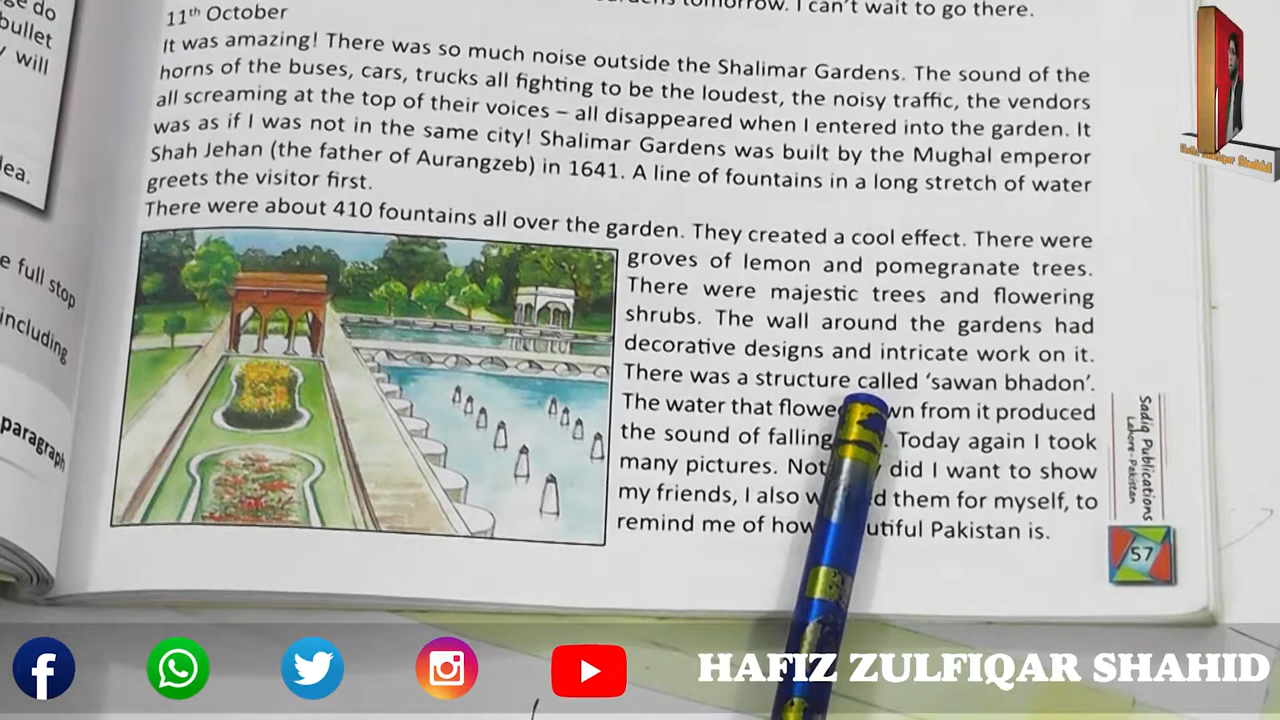 ge do
bullet
y will
lea.
e full stop
including
paragraph
tomorrow. I can't wait to go there.
11th October
It was amazing! There was so much noise outside the Shalimar Gardens. The sound of the
horns of the buses, cars, trucks all fighting to be the loudest, the noisy traffic, the vendors
all screaming at the top of their voices – all disappeared when I entered into the garden. It
was as if I was not in the same city! Shalimar Gardens was built by the Mughal emperor
Shah Jehan (the father of Aurangzeb) in 1641. A line of fountains in a long stretch of water
greets the visitor first.
There were about 410 fountains all over the garden. They created a cool effect. There were
groves of lemon and pomegranate trees.
There were majestic trees and flowering
shrubs. The wall around the gardens had
decorative designs and intricate work on it.
There was a structure called ‘sawan bhadon’.
The water that flowe wn from it produced
the sound of falling . Today again I took
many pictures. Not did I want to show
my friends, I also w d them for myself, to
remind me of how utiful Pakistan is.
Sadiq Publications
Lahore - Pakistan
57
HAFIZ ZULFIQAR SHAHID